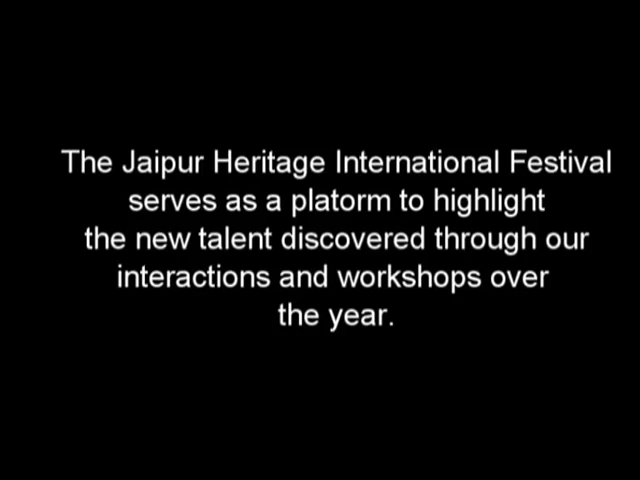 The Jaipur Heritage International Festival
serves as a platorm to highlight
the new talent discovered through our
interactions and workshops over
the year.